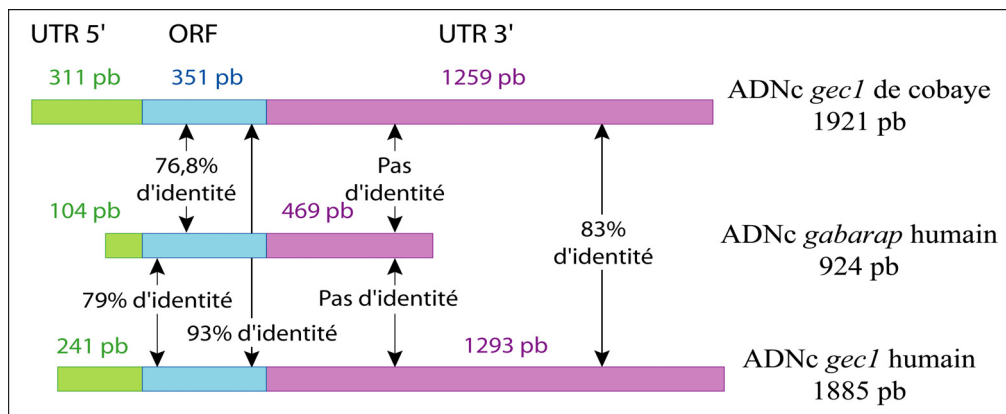 UTR 5' ORF UTR 3'
311 pb 351 pb 1259 pb
ADNc gec1 de cobaye
1921 pb
76,8%
d'identité
Pas
d'identité
104 pb 469 pb
83%
d'identité
ADNc gabarap humain
924 pb
79% d'identité
93% d'identité
Pas d'identité
241 pb 1293 pb
ADNc gec1 humain
1885 pb